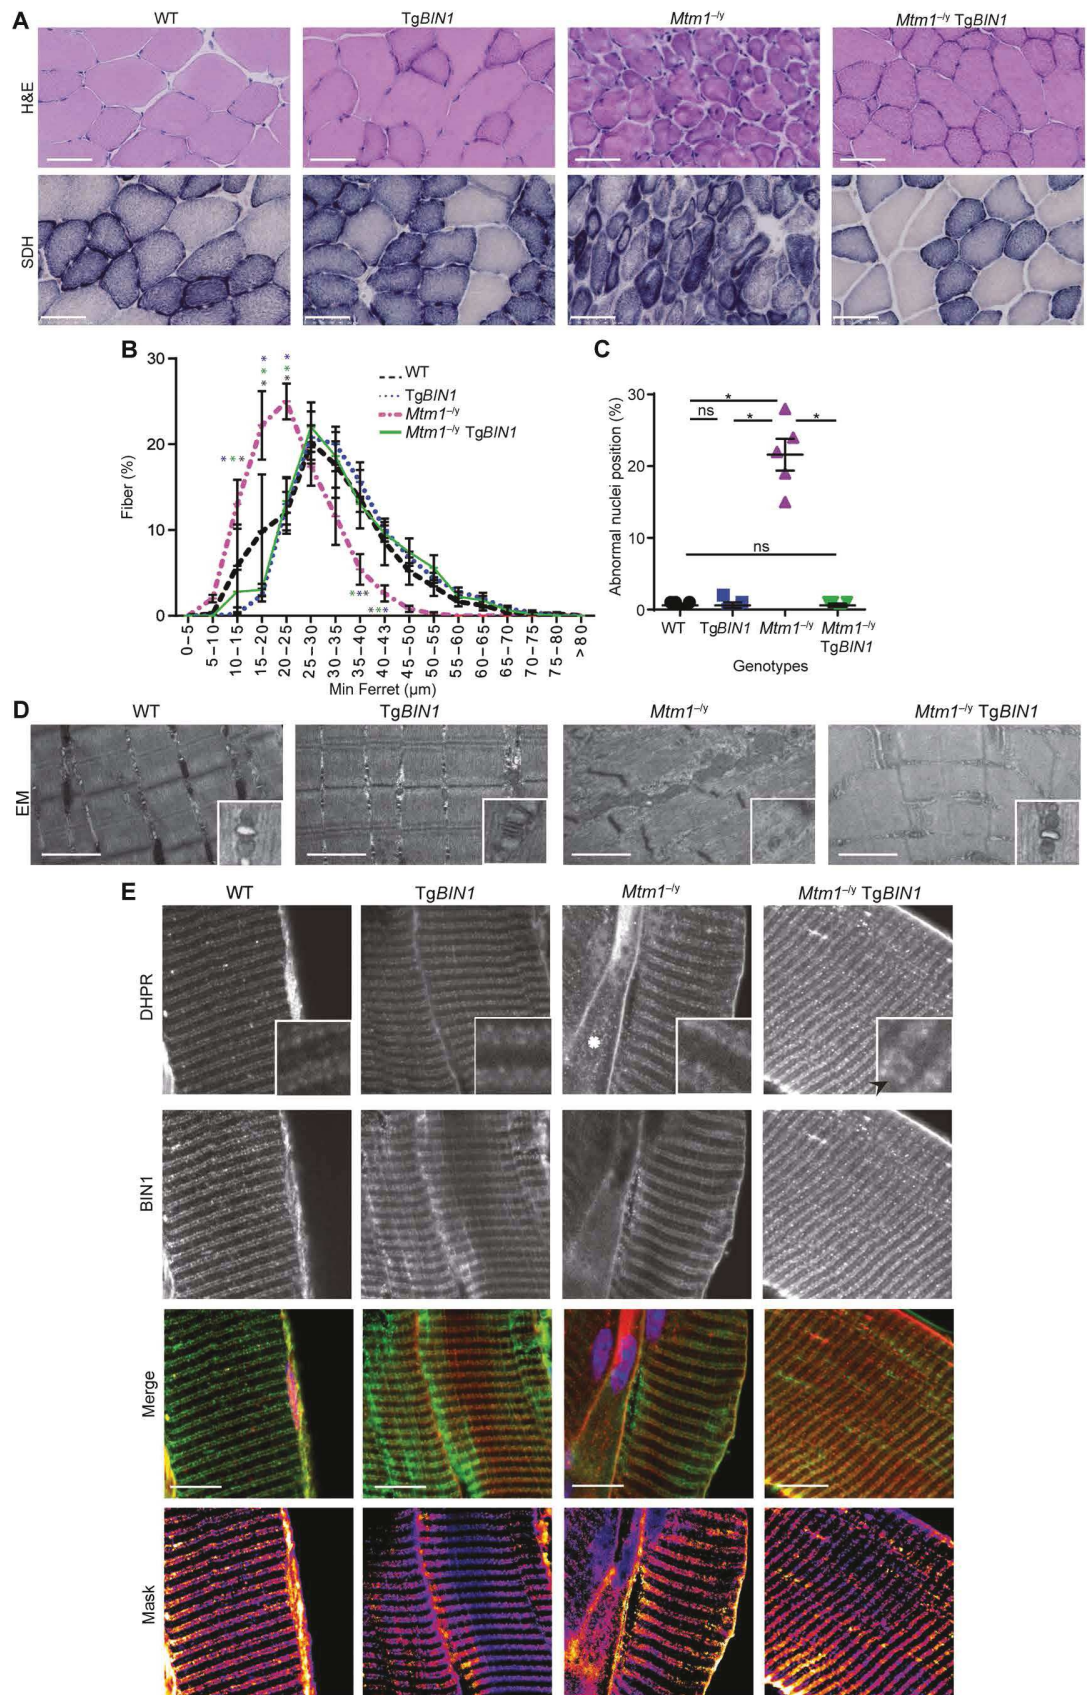 A
WT
TgBIN1
Mtm1⁻/y
Mtm1⁻/y TgBIN1
H&E
SDH
B
30
20
10
0
Fiber (%)
* * *
* * *
* * *
***
***
WT
TgBIN1
Mtm1⁻/y
Mtm1⁻/y TgBIN1
0–5
5–10
10–15
15–20
20–25
25–30
30–35
35–40
40–43
45–50
50–55
55–60
60–65
65–70
70–75
75–80
>80
Min Ferret (µm)
C
30
20
10
0
Abnormal nuclei position (%)
*
ns
*
*
ns
WT
TgBIN1
Mtm1⁻/y
Mtm1⁻/y
TgBIN1
Genotypes
D
WT
TgBIN1
Mtm1⁻/y
Mtm1⁻/y TgBIN1
EM
E
WT
TgBIN1
Mtm1⁻/y
Mtm1⁻/y TgBIN1
DHPR
*
BIN1
Merge
Mask